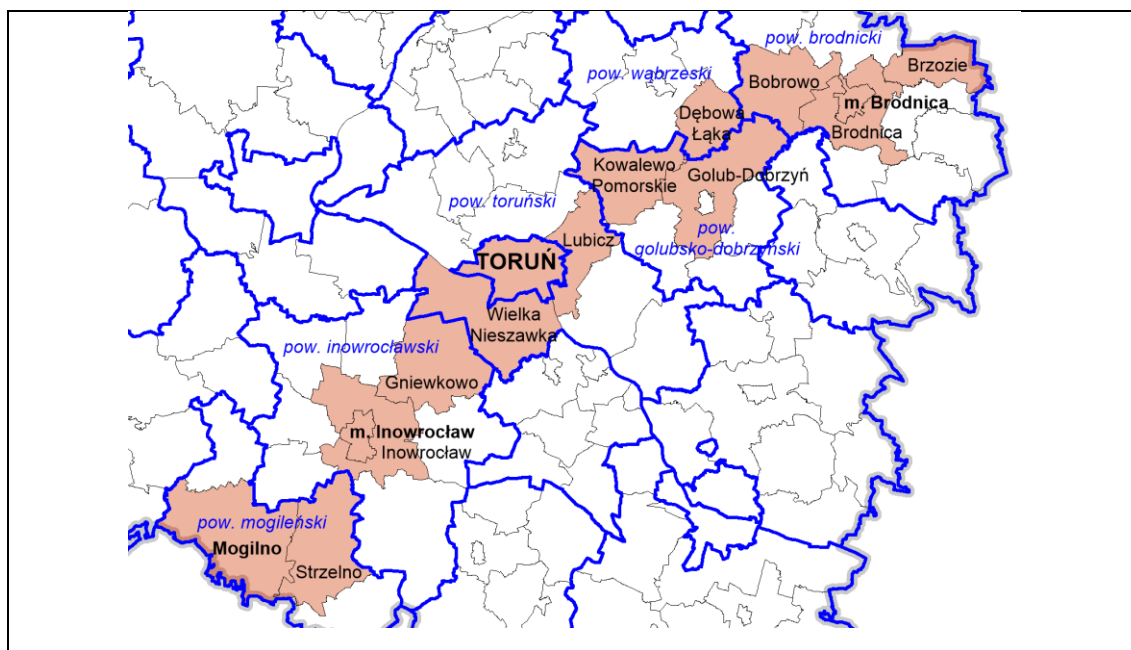 pow. brodnicki
Brzozie
pow. wąbrzeski
Bobrowo
m. Brodnica
Dębowa
Łąka
Brodnica
Kowalewo
Pomorskie
Golub-Dobrzyń
pow. toruński
Lubicz
pow.
golubsko-dobrzyński
TORUŃ
Wielka
Nieszawka
pow. inowrocławski
Gniewkowo
m. Inowrocław
Inowrocław
pow. mogileński
Mogilno
Strzelno